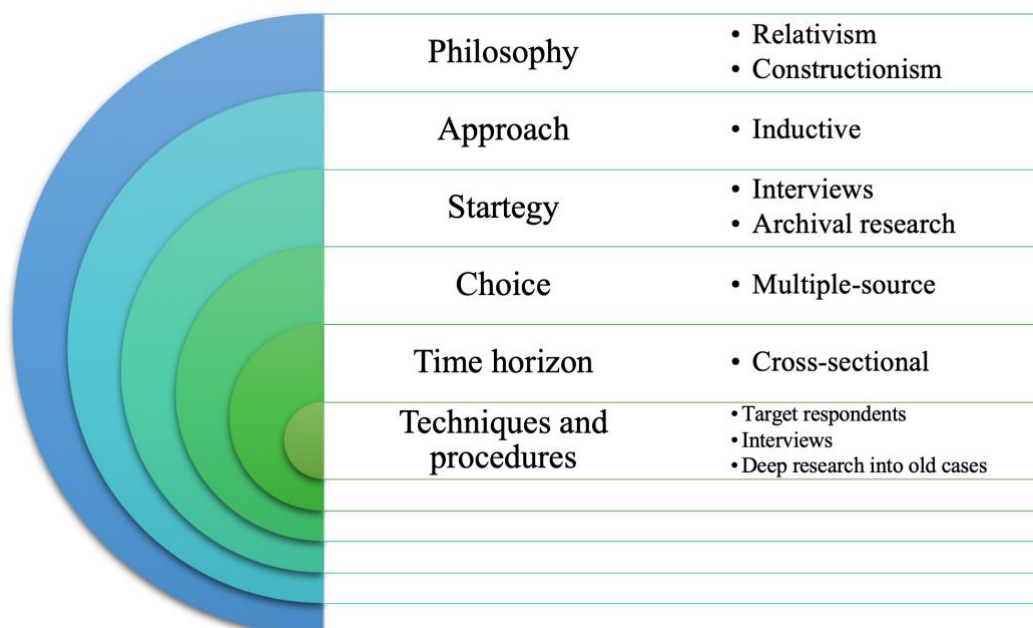 Philosophy
• Relativism
• Constructionism
Approach
• Inductive
Startegy
• Interviews
• Archival research
Choice
• Multiple-source
Time horizon
• Cross-sectional
Techniques and
procedures
• Target respondents
• Interviews
• Deep research into old cases